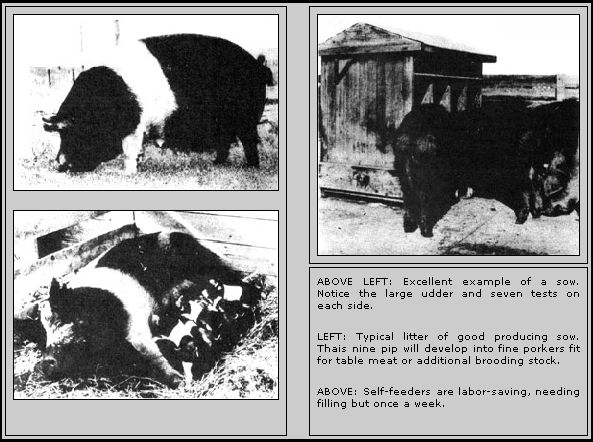 ABOVE LEFT: Excellent example of a sow.
Notice the large udder and seven tests on
each side.
LEFT: Typical litter of good producing sow.
Thais nine pip will develop into fine porkers fit
for table meat or additional brooding stock.
ABOVE: Self-feeders are labor-saving, needing
filling but once a week.